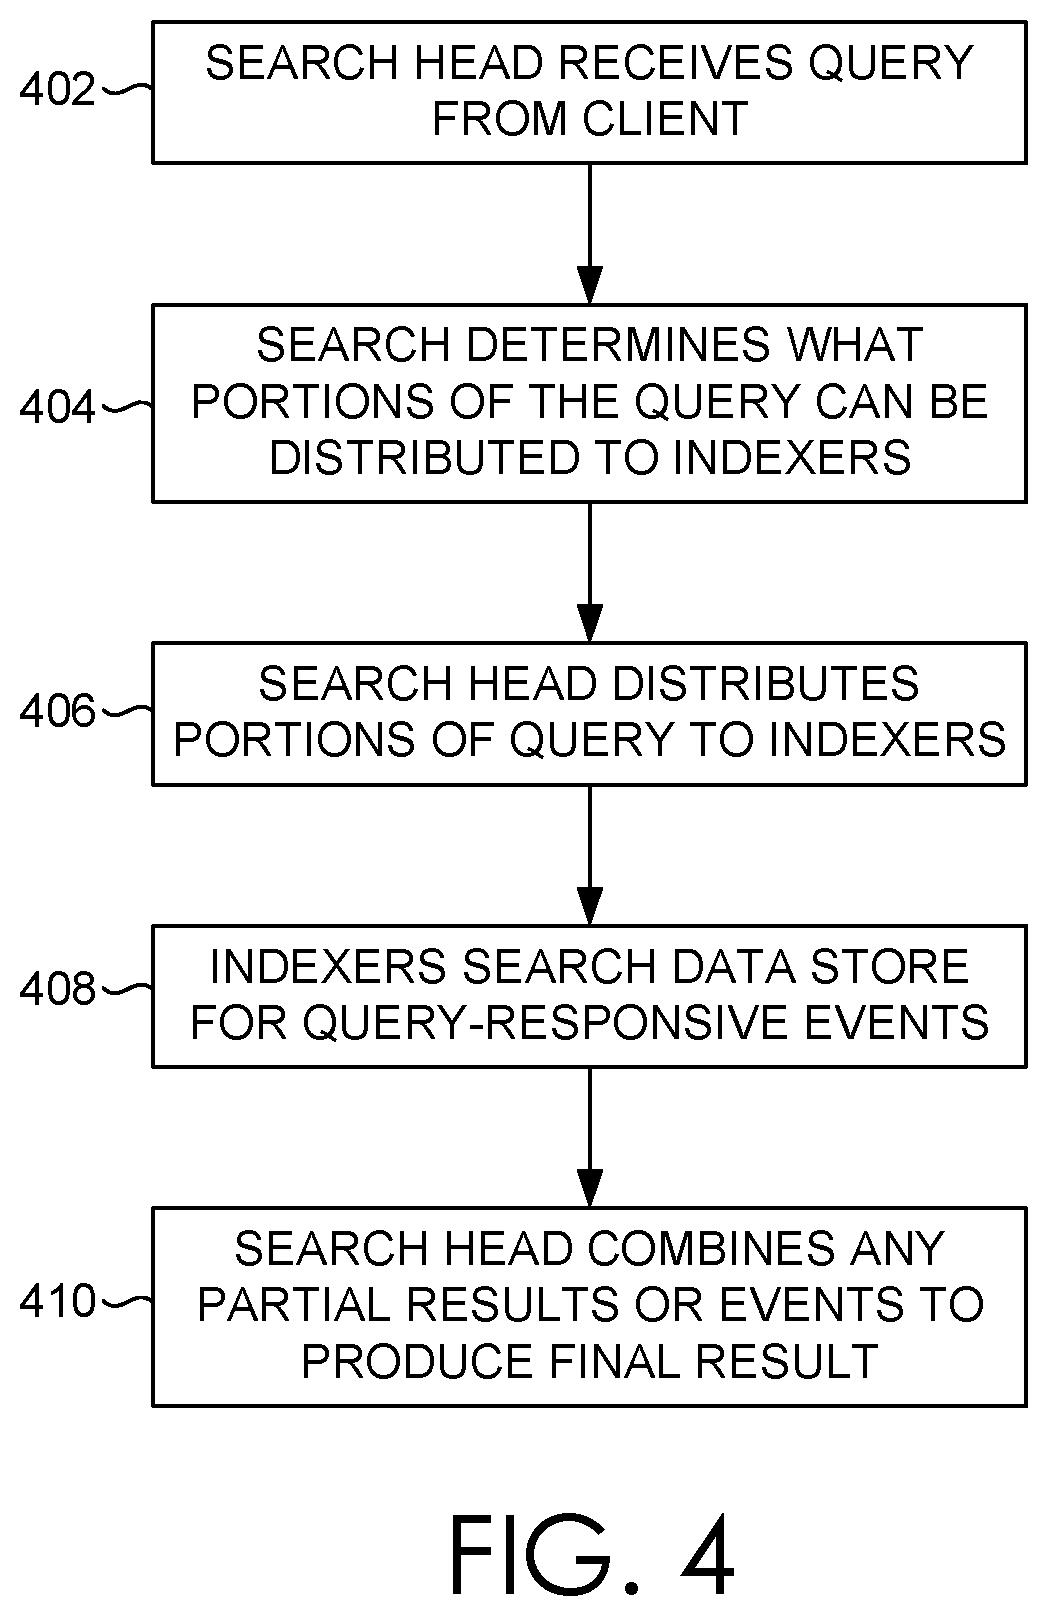 402
SEARCH HEAD RECEIVES QUERY
FROM CLIENT
404
SEARCH DETERMINES WHAT
PORTIONS OF THE QUERY CAN BE
DISTRIBUTED TO INDEXERS
406
SEARCH HEAD DISTRIBUTES
PORTIONS OF QUERY TO INDEXERS
408
INDEXERS SEARCH DATA STORE
FOR QUERY-RESPONSIVE EVENTS
410
SEARCH HEAD COMBINES ANY
PARTIAL RESULTS OR EVENTS TO
PRODUCE FINAL RESULT
FIG. 4